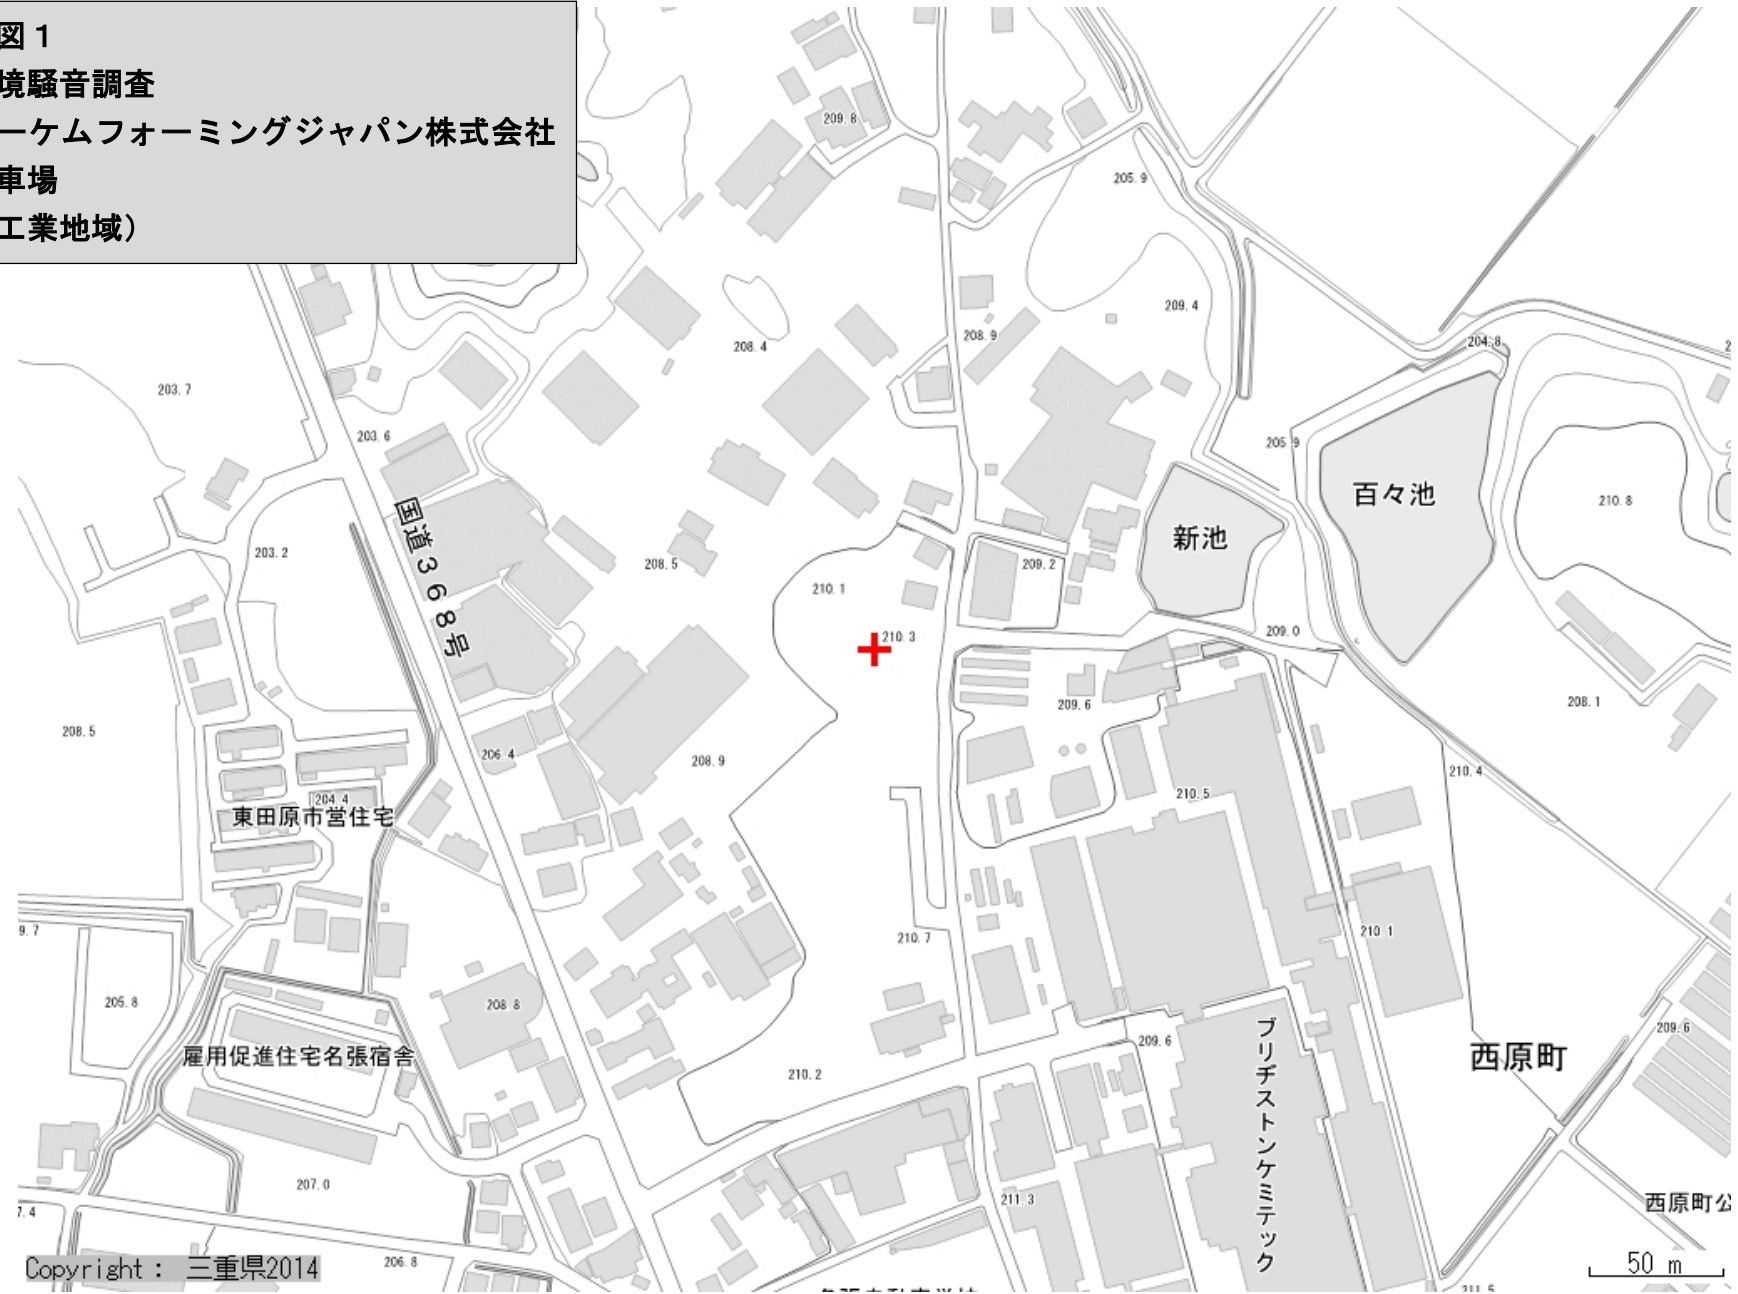 図1
境騒音調査
ーケムフォーミングジャパン株式会社
車場
工業地域）
209.8
205.9
209.4
208.9
208.4
204.8
203.7
203.6
205.9
百々池
210.8
国道368号
新池
203.2
208.5
209.2
210.1
210.3
209.0
209.6
208.1
208.5
206.4
208.9
210.4
204.4
東田原市営住宅
210.5
9.7
210.7
210.1
205.8
208.8
ブリヂストンケミテック
209.6
209.6
西原町
雇用促進住宅名張宿舎
210.2
207.0
211.3
西原町公
7.4
206.8
Copyright： 三重県2014
50 m
211.5